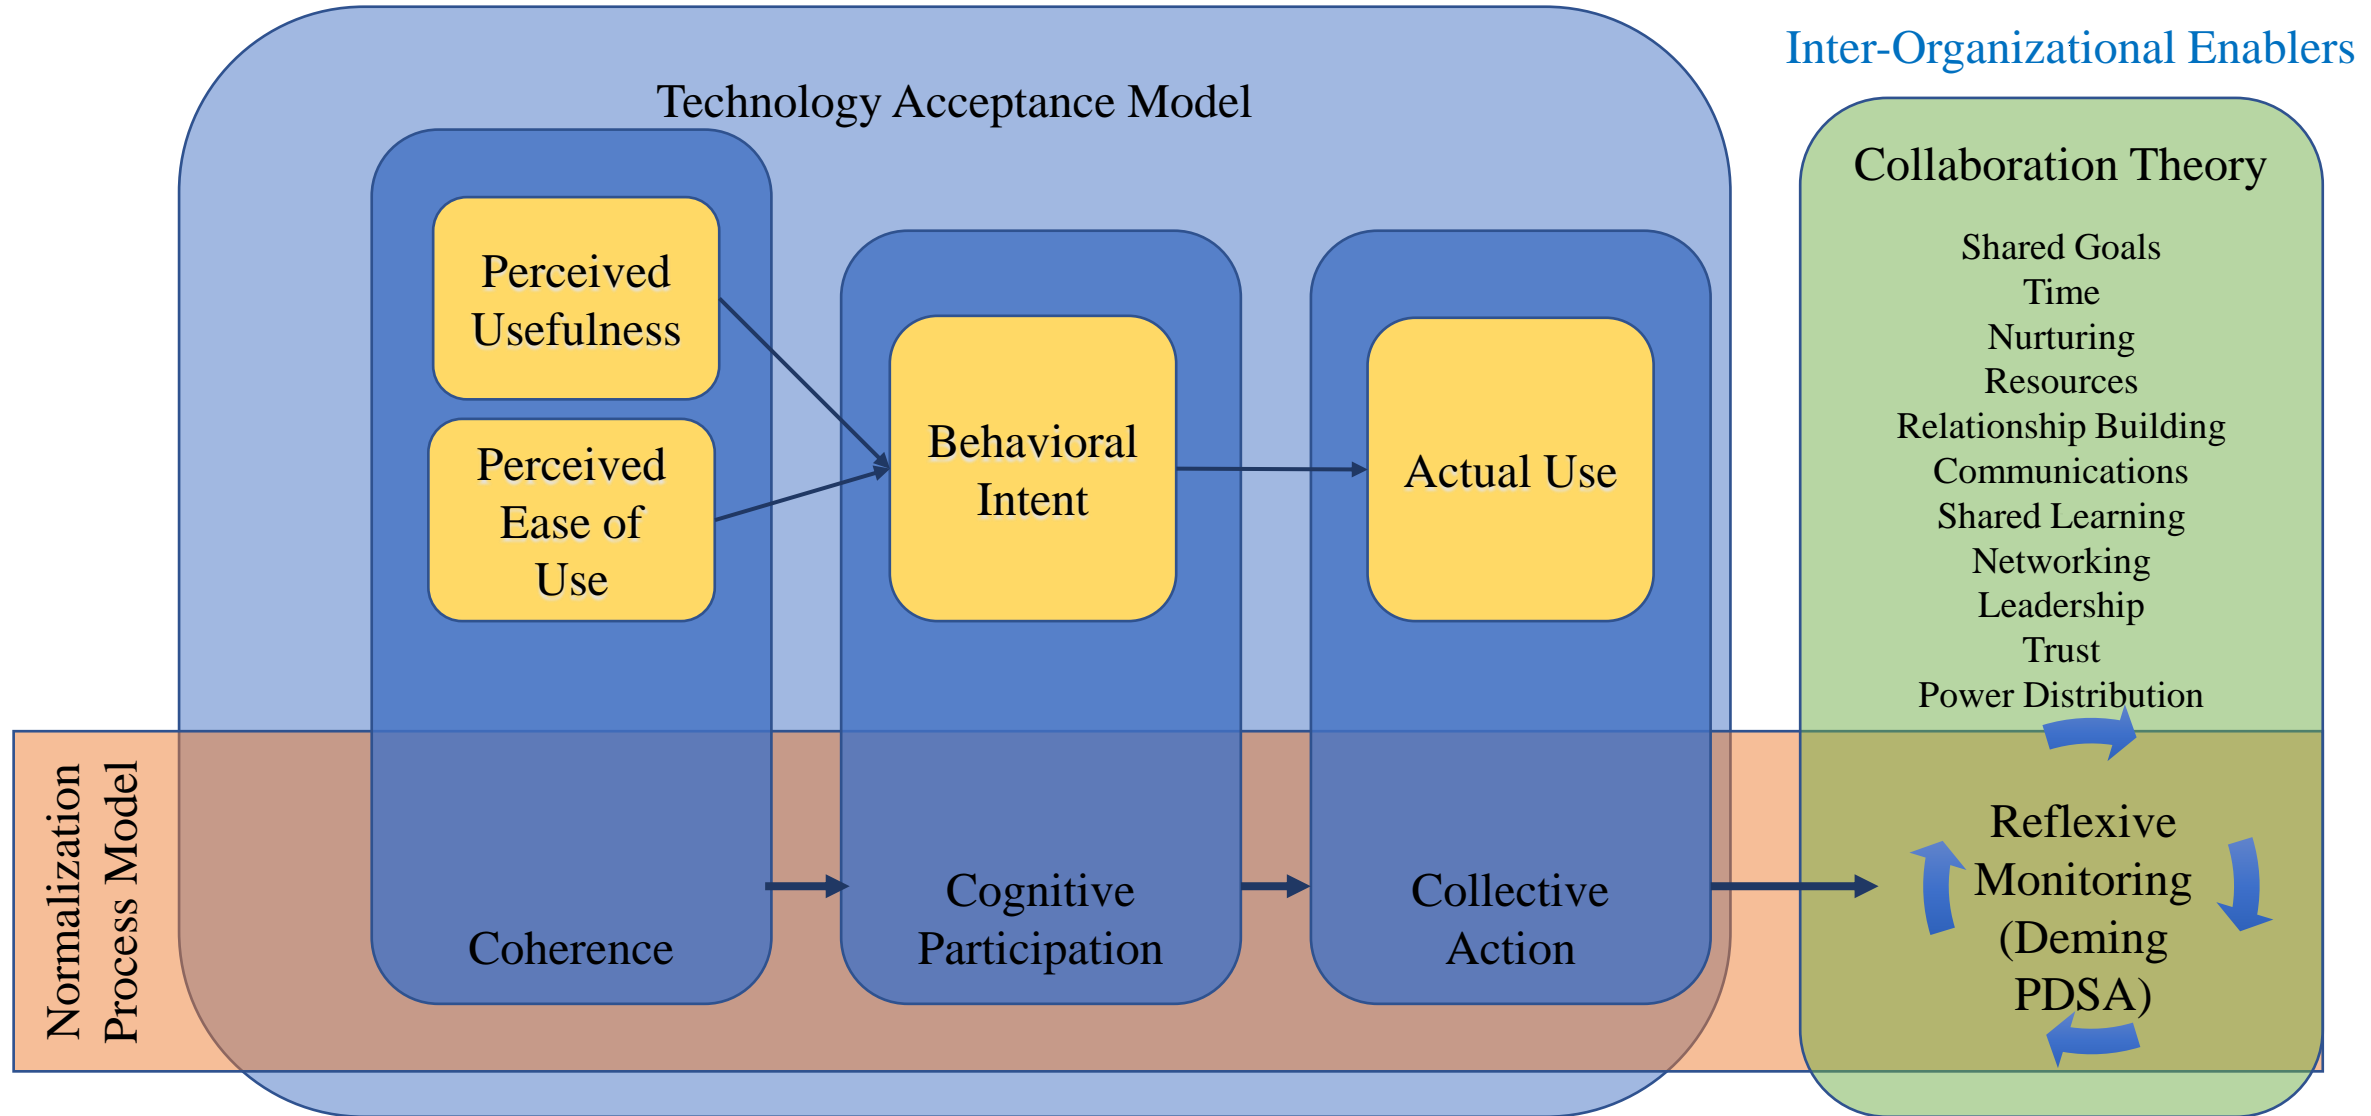 Inter-Organizational Enablers
Technology Acceptance Model
Perceived
Usefulness
Perceived
Ease of
Use
Behavioral
Intent
Actual Use
Collaboration Theory
Shared Goals
Time
Nurturing
Resources
Relationship Building
Communications
Shared Learning
Networking
Leadership
Trust
Power Distribution
Normalization
Process Model
Coherence
Cognitive
Participation
Collective
Action
Reflexive
Monitoring
(Deming
PDSA)